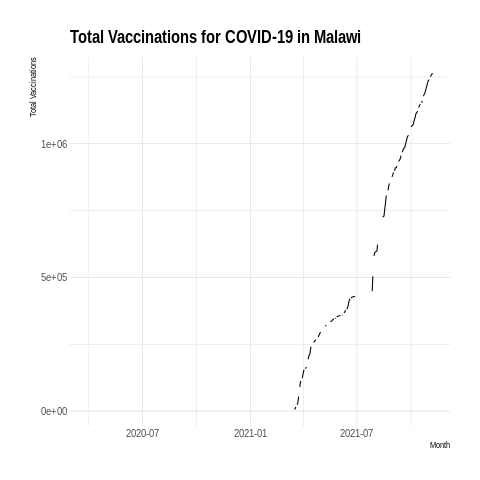 Total Vaccinations for COVID-19 in Malawi
Total Vaccinations
1e+06
5e+05
0e+00
2020-07 2021-01 2021-07
Month